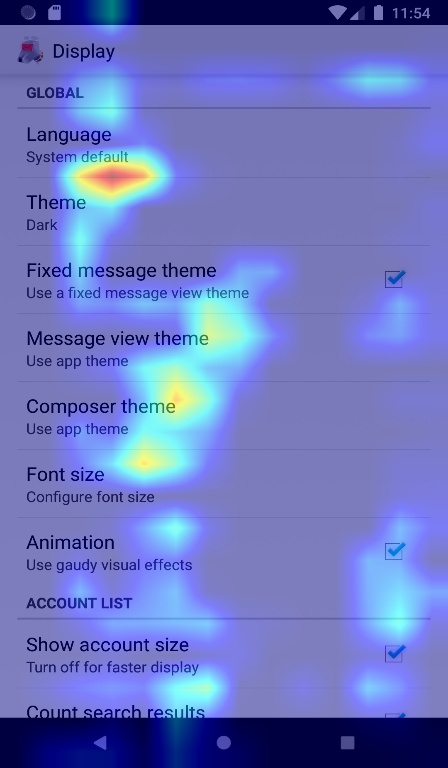 11:54
Display
GLOBAL
Language
System default
Theme
Dark
Fixed message theme
Use a fixed message view theme
Message view theme
Use app theme
Composer theme
Use app theme
Font size
Configure font size
Animation
Use gaudy visual effects
ACCOUNT LIST
Show account size
Turn off for faster display
Count search results